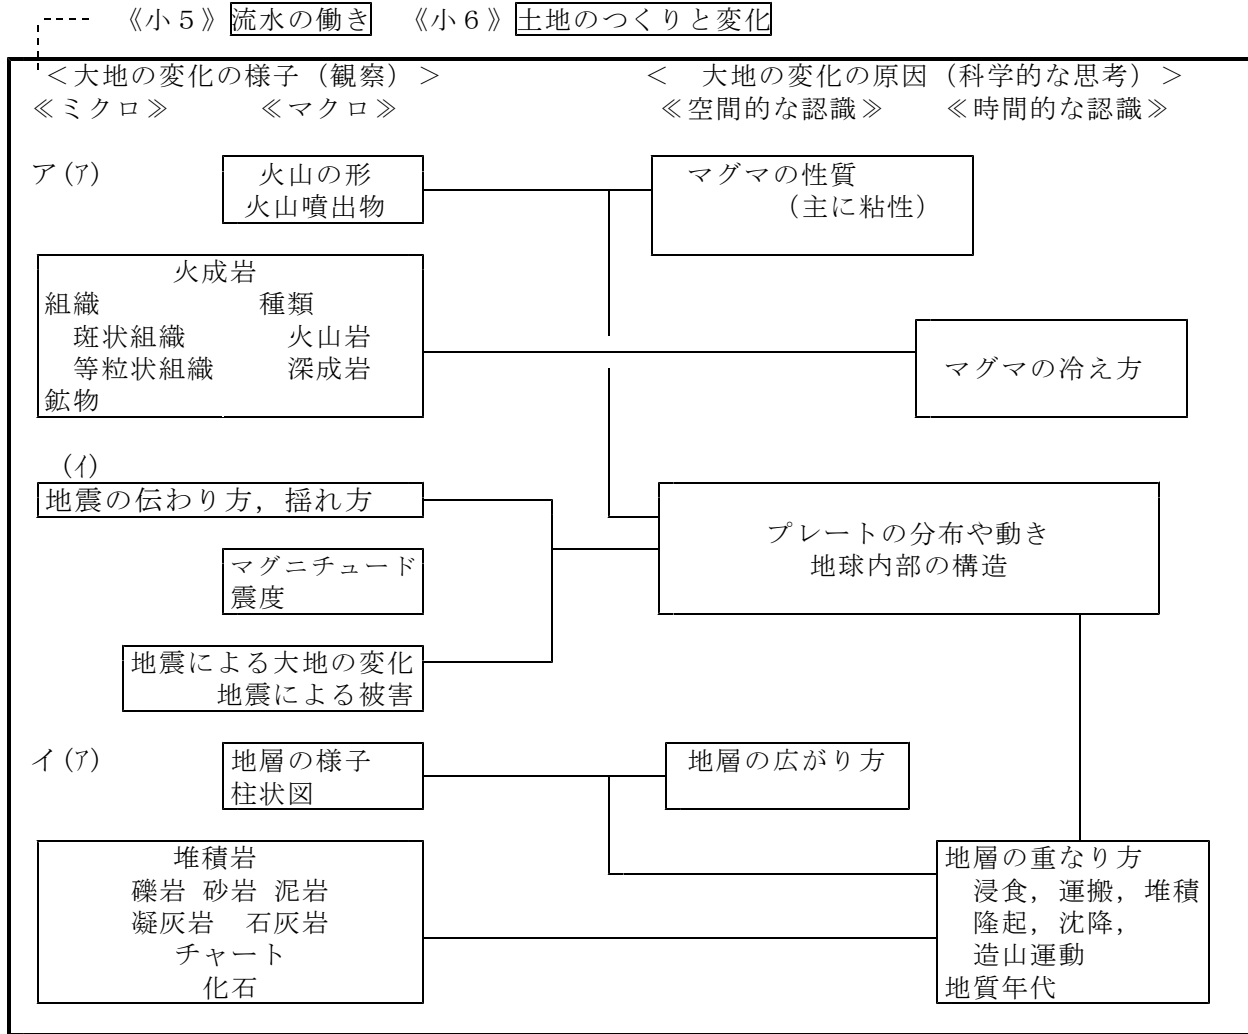 《小５》流水の働き 《小６》土地のつくりと変化
＜大地の変化の様子（観察）＞ ＜ 大地の変化の原因（科学的な思考）＞
≪ミクロ≫ ≪マクロ≫ ≪空間的な認識≫ ≪時間的な認識≫
ア(ｱ) 火山の形 マグマの性質
火山噴出物 （主に粘性）
火成岩
組織 種類
斑状組織 火山岩
等粒状組織 深成岩 マグマの冷え方
鉱物
(ｲ)
地震の伝わり方，揺れ方
プレートの分布や動き
マグニチュード 地球内部の構造
震度
地震による大地の変化
地震による被害
イ(ｱ) 地層の様子 地層の広がり方
柱状図
堆積岩 地層の重なり方
礫岩 砂岩 泥岩 浸食，運搬，堆積
凝灰岩 石灰岩 隆起，沈降，
チャート 造山運動
化石 地質年代